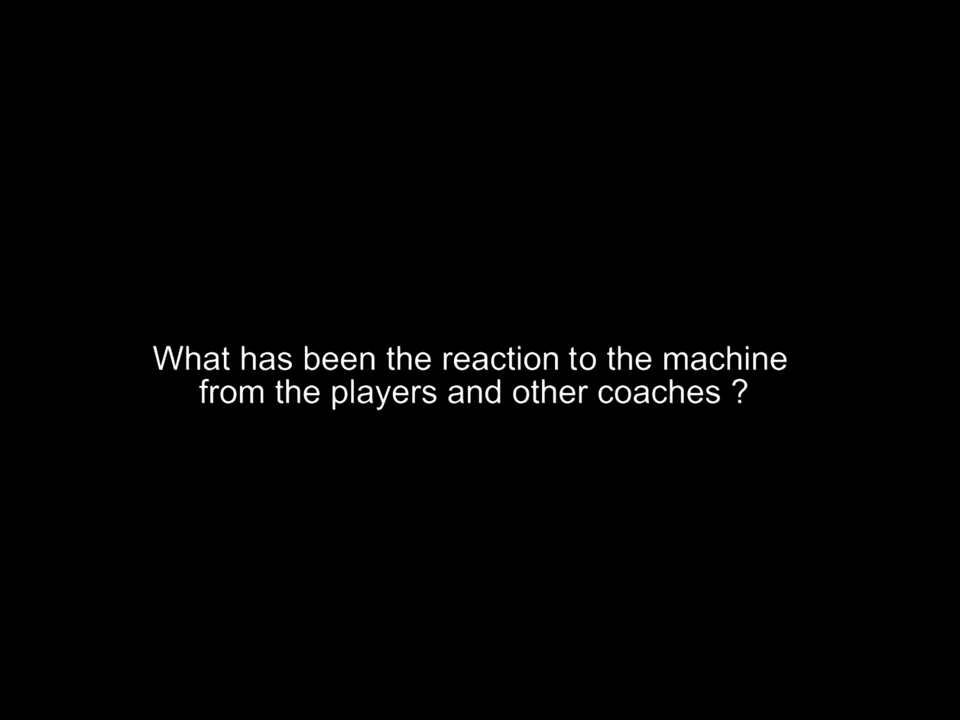 What has been the reaction to the machine
from the players and other coaches ?